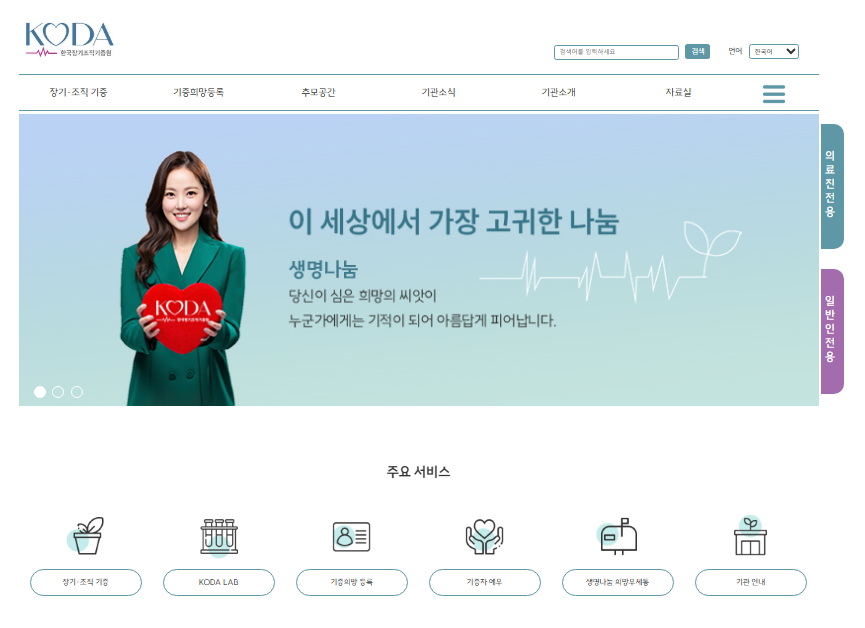 KODA
한국장기조직기증원
검색어를 입력하세요
검색
언어
한국어
장기·조직 기증
기증희망등록
추모공간
기관소식
기관소개
자료실
이 세상에서 가장 고귀한 나눔
생명나눔
당신이 심은 희망의 씨앗이
누군가에게는 기적이 되어 아름답게 피어납니다.
KODA
한국장기조직기증원
의료진전용
일반인전용
주요 서비스
장기·조직 기증
KODA LAB
기증희망 등록
기증자 예우
생명나눔 희망우체통
기관 안내